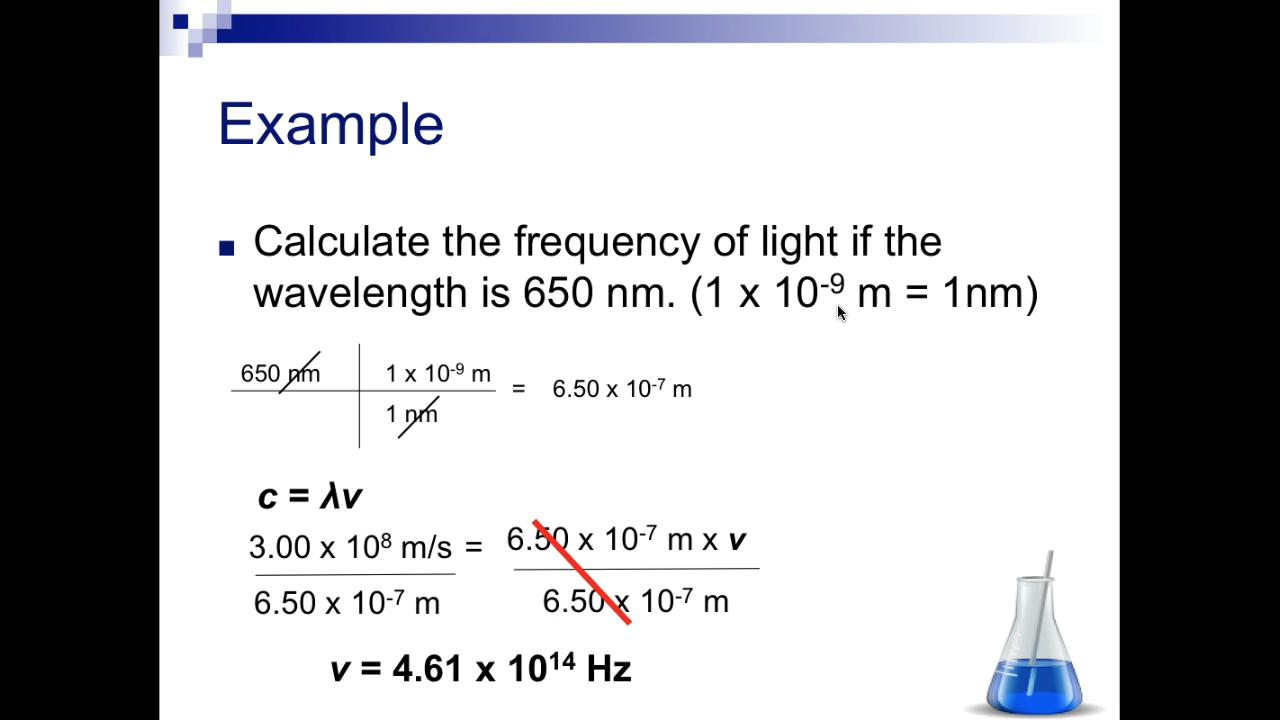 Example
Calculate the frequency of light if the
wavelength is 650 nm. (1 x 10⁻⁹ m = 1nm)
650 nm 1 x 10⁻⁹ m = 6.50 x 10⁻⁷ m
1 nm
c = λv
3.00 x 10⁸ m/s = 6.50 x 10⁻⁷ m x v
6.50 x 10⁻⁷ m 6.50 x 10⁻⁷ m
v = 4.61 x 10¹⁴ Hz